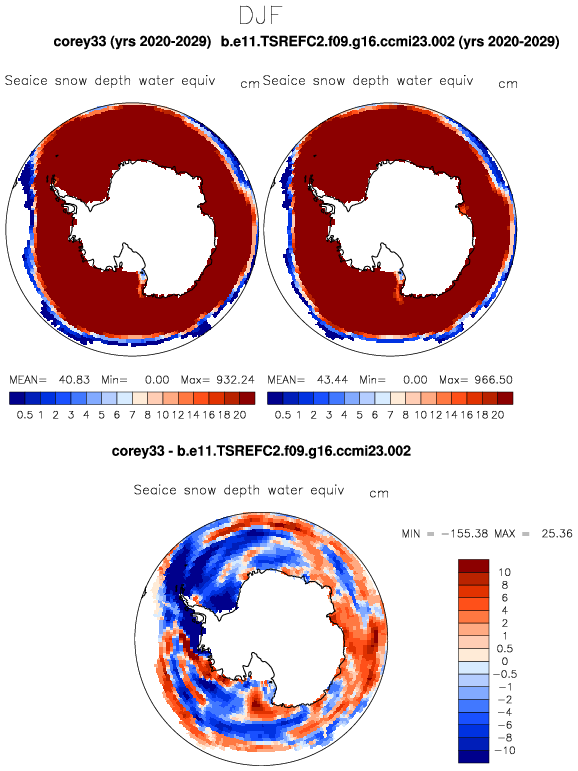 DJF
corey33 (yrs 2020-2029) b.e11.TSREFC2.f09.g16.ccmi23.002 (yrs 2020-2029)
Seaice snow depth water equiv cm Seaice snow depth water equiv cm
MEAN= 40.83 Min= 0.00 Max= 932.24 MEAN= 43.44 Min= 0.00 Max= 966.50
0.5 1 2 3 4 5 6 7 8 10 12 14 16 18 20 0.5 1 2 3 4 5 6 7 8 10 12 14 16 18 20
corey33 - b.e11.TSREFC2.f09.g16.ccmi23.002
Seaice snow depth water equiv cm
MIN = -155.38 MAX = 25.36
10
8
6
4
2
1
0.5
0
-0.5
-1
-2
-4
-6
-8
-10